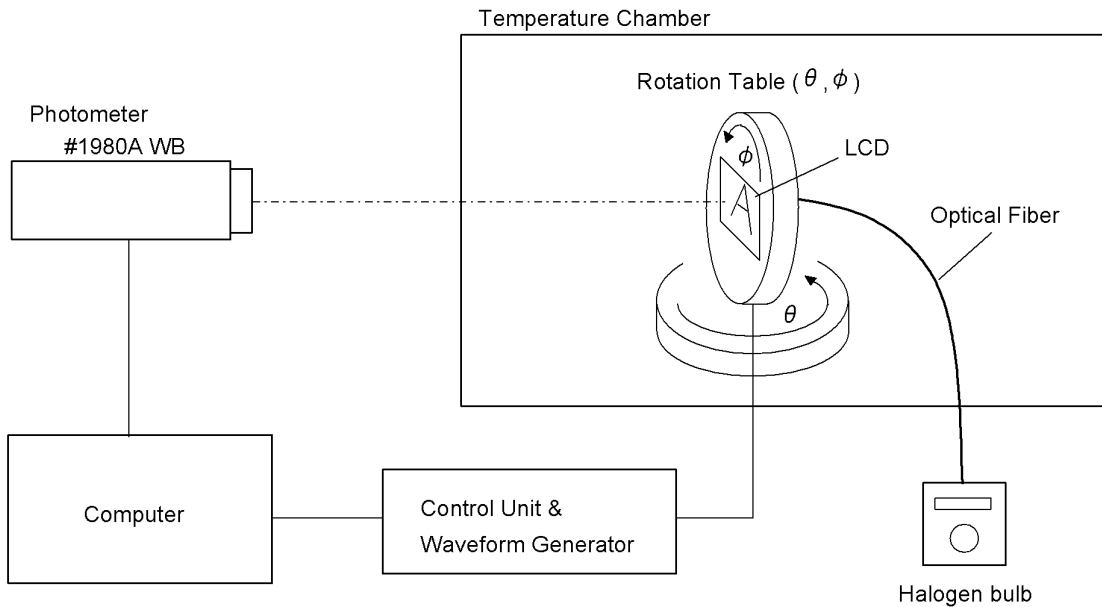 Temperature Chamber
Rotation Table ( θ , ϕ )
Photometer
#1980A WB
ϕ
LCD
A
Optical Fiber
θ
Computer
Control Unit &
Waveform Generator
Halogen bulb